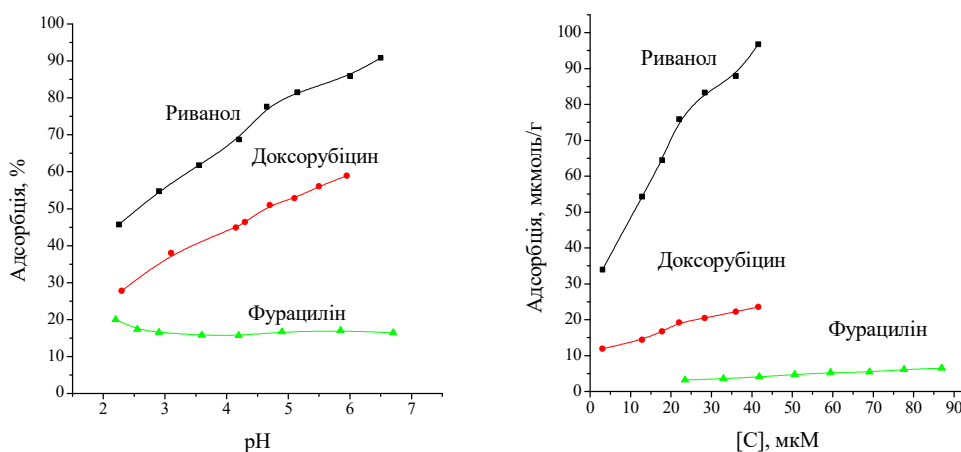 100
90
80
70
60
50
40
30
20
10
0
Адсорбція, %
Риванол
Доксорубіцин
Фурацилін
2 3 4 5 6 7
pH
100
90
80
70
60
50
40
30
20
10
0
Адсорбція, мкмоль/г
Риванол
Доксорубіцин
Фурацилін
0 10 20 30 40 50 60 70 80 90
[C], мкМ